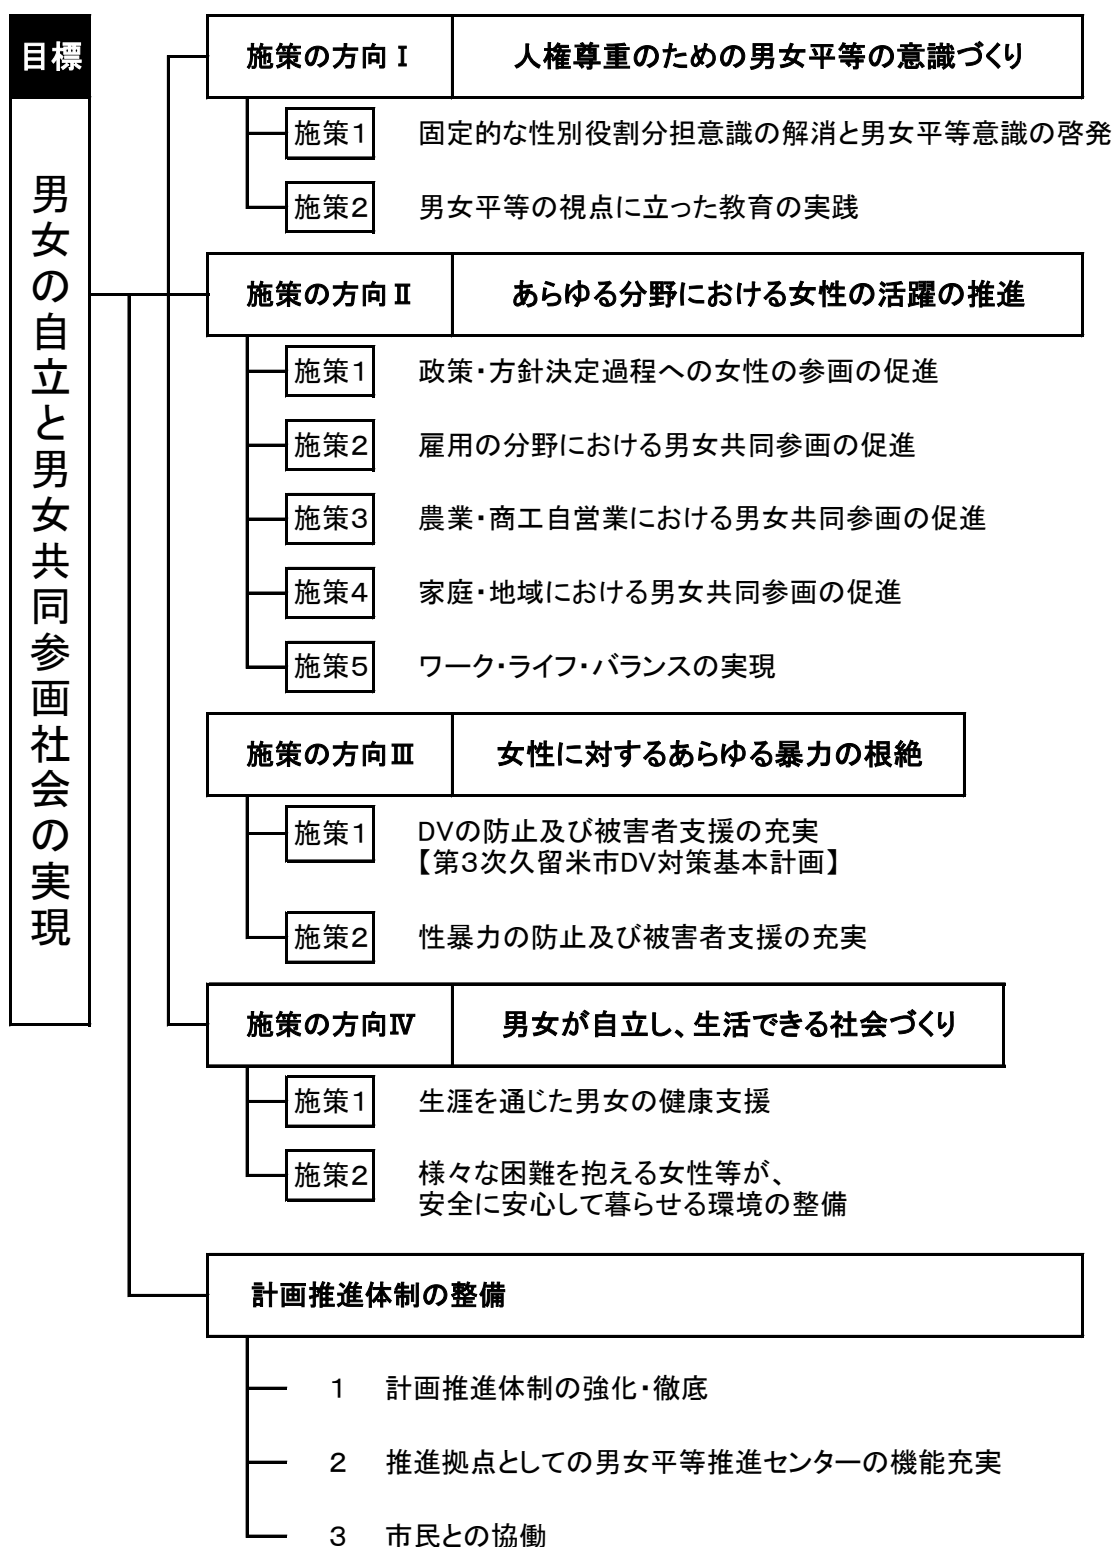 目標
男女の自立と男女共同参画社会の実現
施策の方向Ⅰ 人権尊重のための男女平等の意識づくり
施策1 固定的な性別役割分担意識の解消と男女平等意識の啓発
施策2 男女平等の視点に立った教育の実践
施策の方向Ⅱ あらゆる分野における女性の活躍の推進
施策1 政策・方針決定過程への女性の参画の促進
施策2 雇用の分野における男女共同参画の促進
施策3 農業・商工自営業における男女共同参画の促進
施策4 家庭・地域における男女共同参画の促進
施策5 ワーク・ライフ・バランスの実現
施策の方向Ⅲ 女性に対するあらゆる暴力の根絶
施策1 DVの防止及び被害者支援の充実
【第3次久留米市DV対策基本計画】
施策2 性暴力の防止及び被害者支援の充実
施策の方向Ⅳ 男女が自立し、生活できる社会づくり
施策1 生涯を通じた男女の健康支援
施策2 様々な困難を抱える女性等が、
安全に安心して暮らせる環境の整備
計画推進体制の整備
1 計画推進体制の強化・徹底
2 推進拠点としての男女平等推進センターの機能充実
3 市民との協働